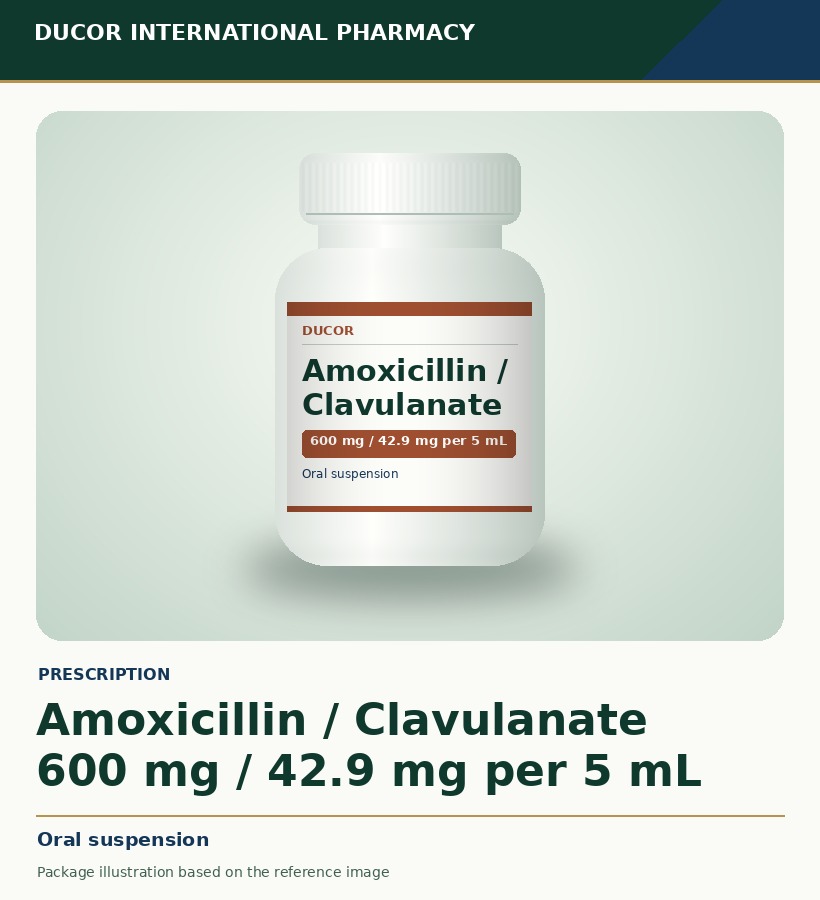 DUCOR INTERNATIONAL PHARMACY
DUCOR
Amoxicillin /
Clavulanate
600 mg / 42.9 mg per 5 mL
Oral suspension
PRESCRIPTION
Amoxicillin / Clavulanate
600 mg / 42.9 mg per 5 mL
Oral suspension
Package illustration based on the reference image